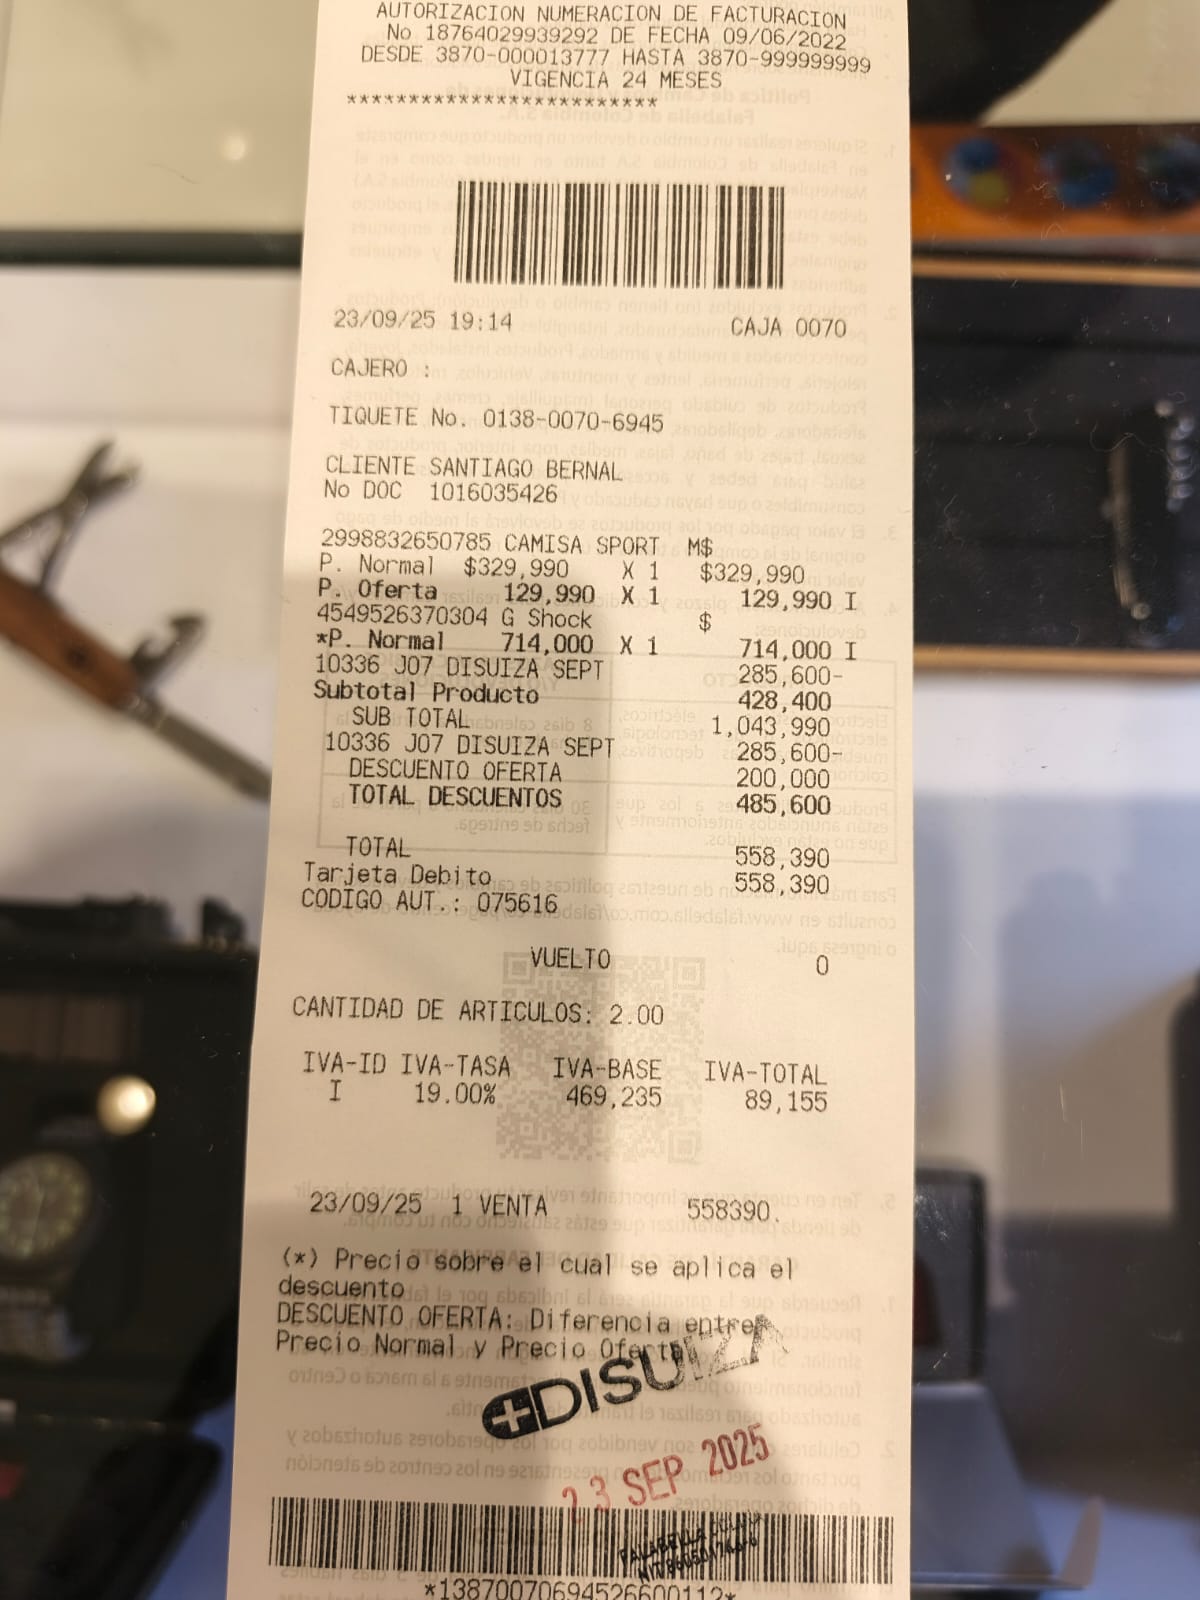 AUTORIZACION NUMERACION DE FACTURACION
No 18764029939292 DE FECHA 09/06/2022
DESDE 3870-000013777 HASTA 3870-999999999
VIGENCIA 24 MESES
*************************
23/09/25 19:14 CAJA 0070
CAJERO :
TIQUETE No. 0138-0070-6945
CLIENTE SANTIAGO BERNAL
No DOC 1016035426
2998832650785 CAMISA SPORT M$
P. Normal $329,990 X 1 $329,990
P. Oferta 129,990 X 1 129,990 I
4549526370304 G Shock $
*P. Normal 714,000 X 1 714,000 I
10336 J07 DISUIZA SEPT 285,600-
Subtotal Producto 428,400
SUB TOTAL 1,043,990
10336 J07 DISUIZA SEPT 285,600-
DESCUENTO OFERTA 200,000
TOTAL DESCUENTOS 485,600
TOTAL 558,390
Tarjeta Debito 558,390
CODIGO AUT.: 075616
VUELTO 0
CANTIDAD DE ARTICULOS: 2.00
IVA-ID IVA-TASA IVA-BASE IVA-TOTAL
I 19.00% 469,235 89,155
23/09/25 1 VENTA 558390.
(*) Precio sobre el cual se aplica el
descuento
DESCUENTO OFERTA: Diferencia entre
Precio Normal y Precio Oferta
DISUIZA
23 SEP 2025
FALABELLA
*13870070694526600112*